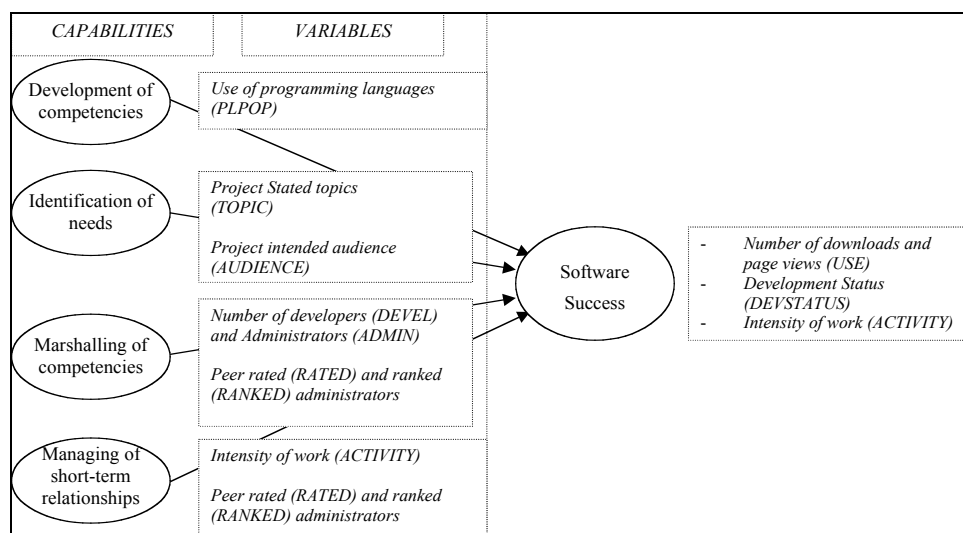 CAPABILITIES
VARIABLES
Development of
competencies
Use of programming languages
(PLPOP)
Identification of
needs
Project Stated topics
(TOPIC)
Project intended audience
(AUDIENCE)
Marshalling of
competencies
Number of developers (DEVEL)
and Administrators (ADMIN)
Peer rated (RATED) and ranked
(RANKED) administrators
Managing of
short-term
relationships
Intensity of work (ACTIVITY)
Peer rated (RATED) and ranked
(RANKED) administrators
Software
Success
- Number of downloads and
page views (USE)
- Development Status
(DEVSTATUS)
- Intensity of work (ACTIVITY)